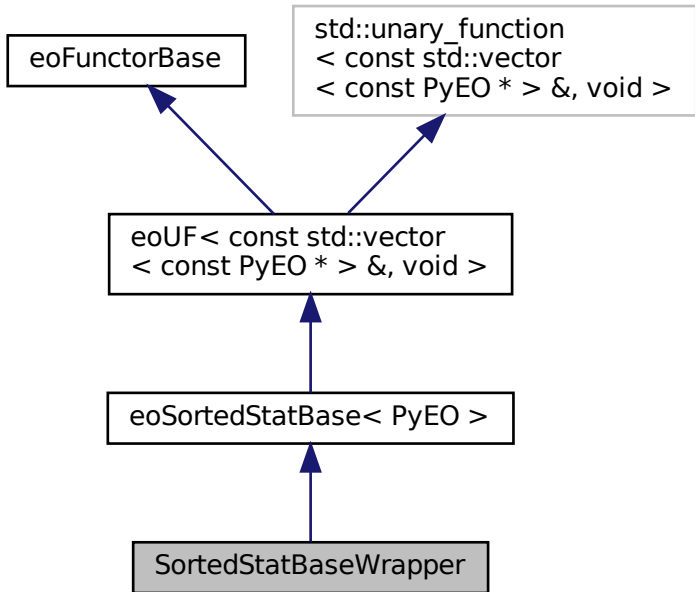 eoFunctorBase
std::unary_function
< const std::vector
< const PyEO * > &, void >
eoUF< const std::vector
< const PyEO * > &, void >
eoSortedStatBase< PyEO >
SortedStatBaseWrapper